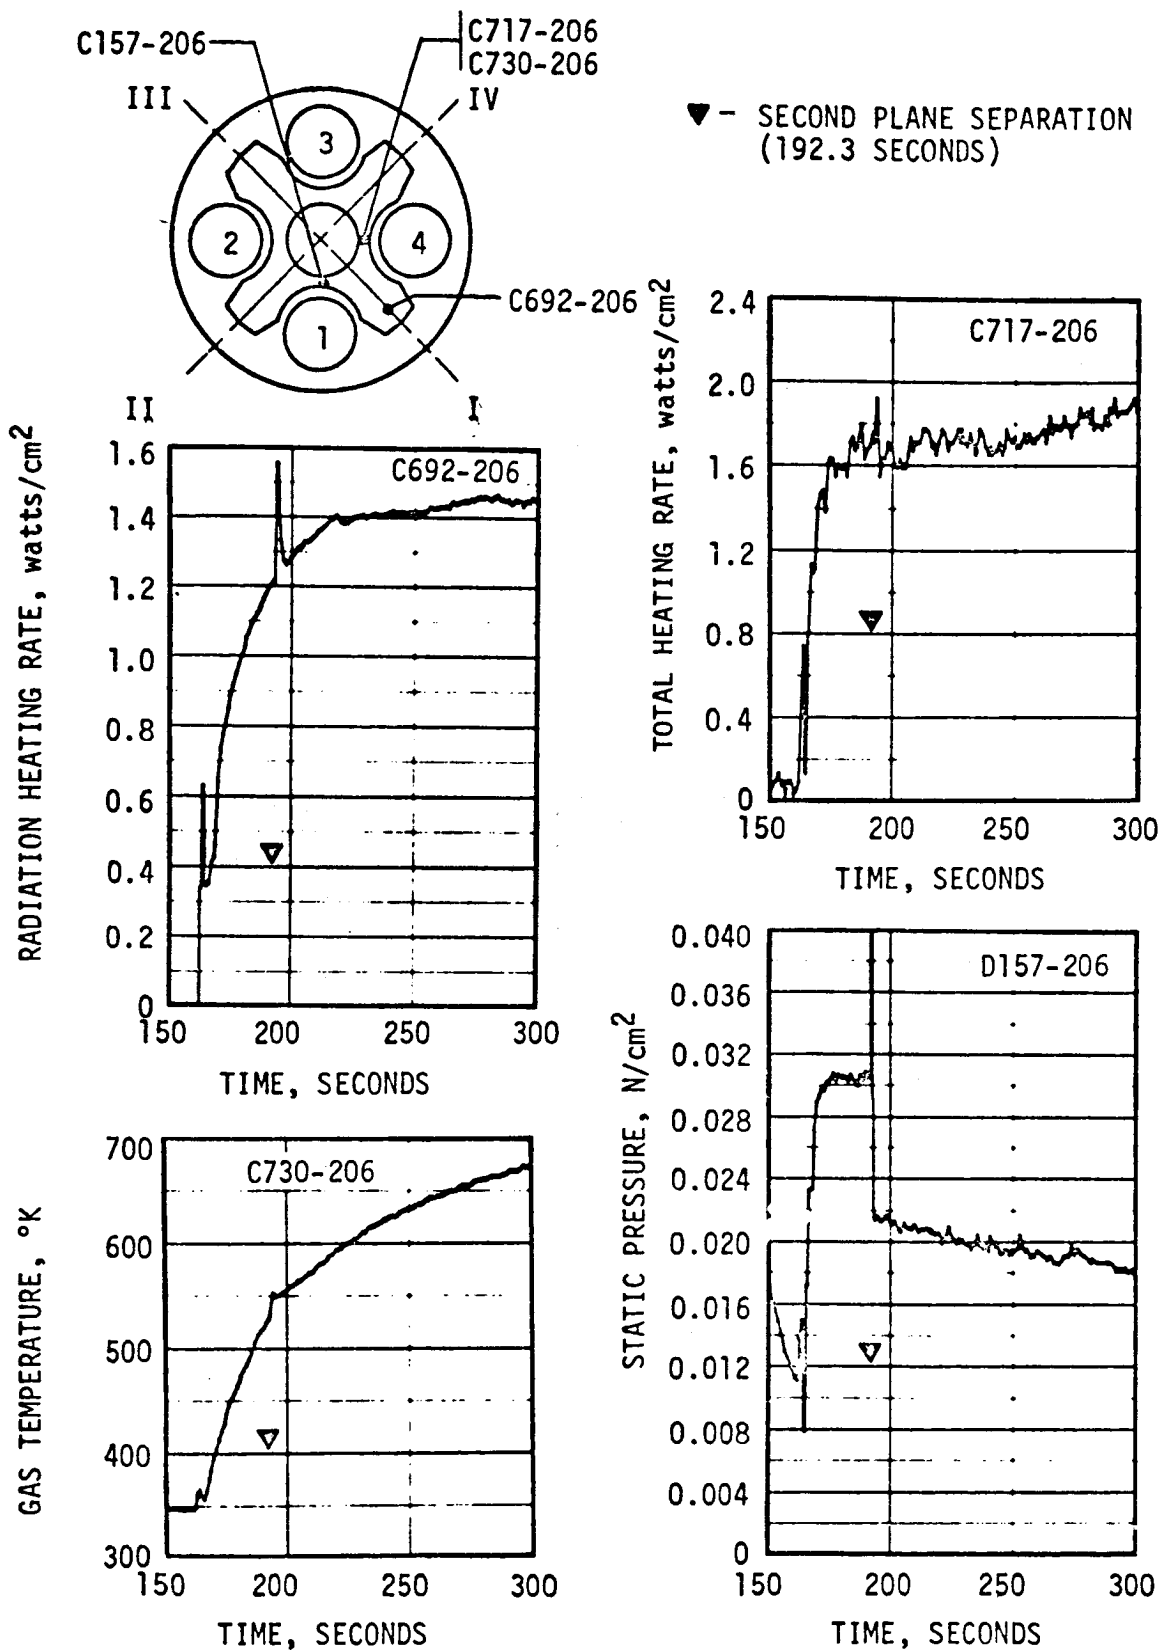 C157-206
C717-206
C730-206
III
IV
3
2
4
1
C692-206
II
I
▼ - SECOND PLANE SEPARATION
(192.3 SECONDS)
RADIATION HEATING RATE, watts/cm²
1.6
1.4
1.2
1.0
0.8
0.6
0.4
0.2
0
C692-206
150 200 250 300
TIME, SECONDS
TOTAL HEATING RATE, watts/cm²
2.4
2.0
1.6
1.2
0.8
0.4
0
C717-206
150 200 250 300
TIME, SECONDS
GAS TEMPERATURE, °K
700
600
500
400
300
C730-206
150 200 250 300
TIME, SECONDS
STATIC PRESSURE, N/cm²
0.040
0.036
0.032
0.028
0.024
0.020
0.016
0.012
0.008
0.004
0
D157-206
150 200 250 300
TIME, SECONDS